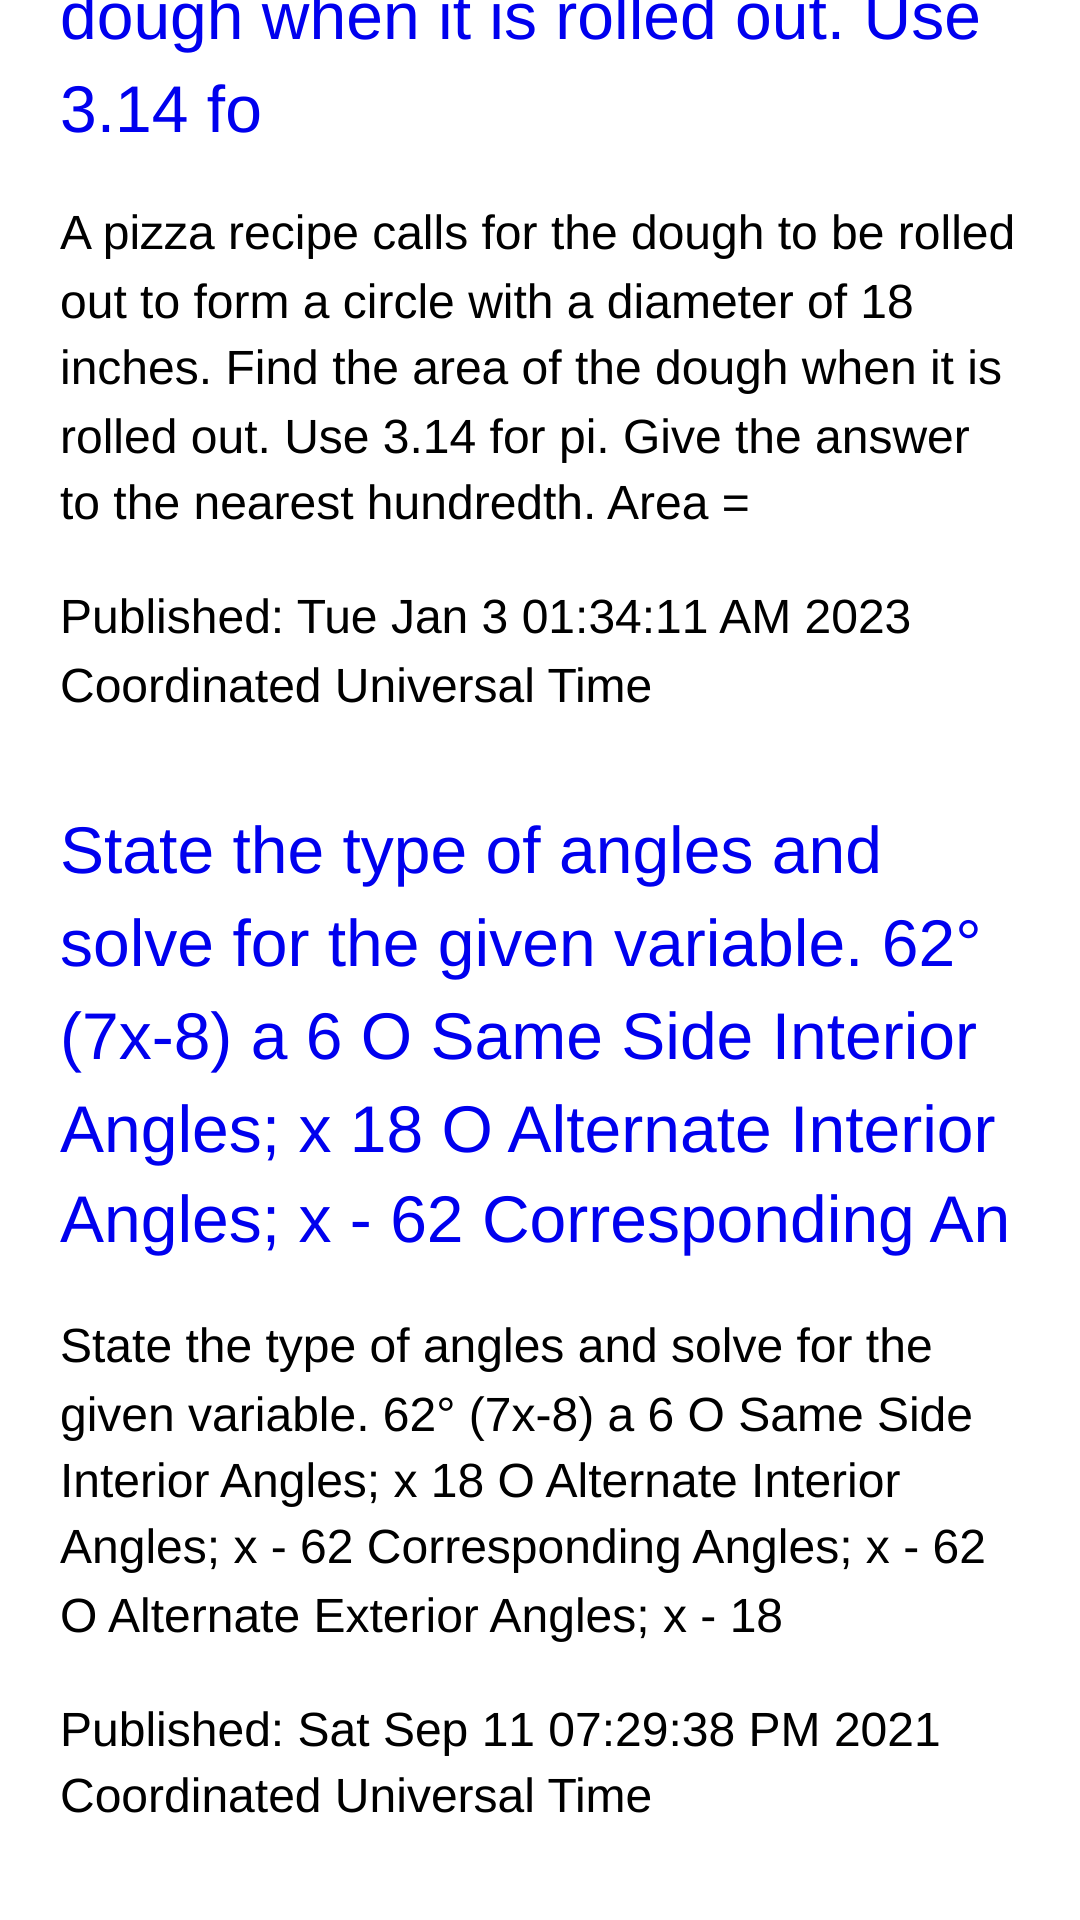 dough when it is rolled out. Use
3.14 fo
A pizza recipe calls for the dough to be rolled
out to form a circle with a diameter of 18
inches. Find the area of the dough when it is
rolled out. Use 3.14 for pi. Give the answer
to the nearest hundredth. Area =
Published: Tue Jan 3 01:34:11 AM 2023
Coordinated Universal Time
State the type of angles and
solve for the given variable. 62°
(7x-8) a 6 O Same Side Interior
Angles; x 18 O Alternate Interior
Angles; x - 62 Corresponding An
State the type of angles and solve for the
given variable. 62° (7x-8) a 6 O Same Side
Interior Angles; x 18 O Alternate Interior
Angles; x - 62 Corresponding Angles; x - 62
O Alternate Exterior Angles; x - 18
Published: Sat Sep 11 07:29:38 PM 2021
Coordinated Universal Time